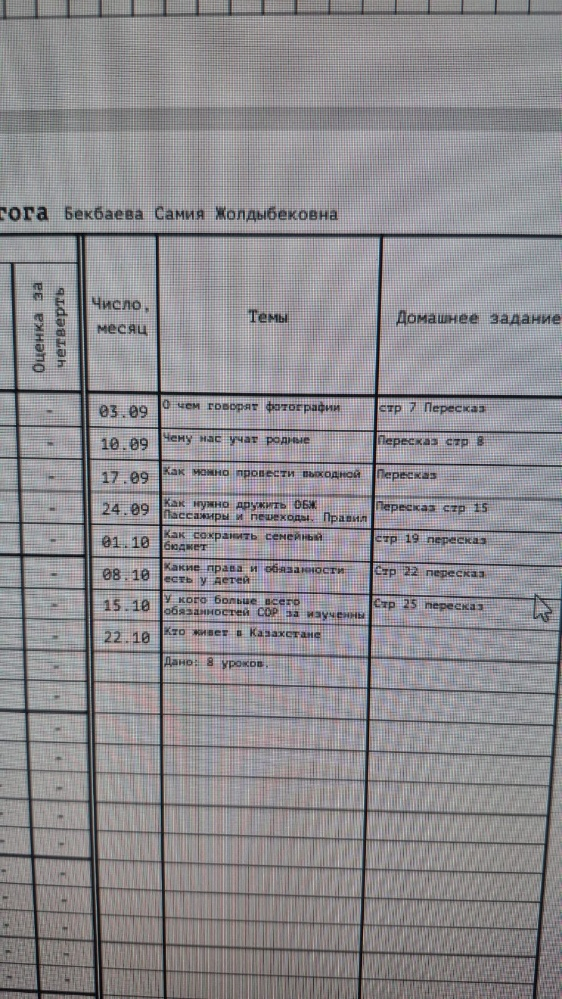 гога Бекбаева Самия Жолдыбековна
Оценка за
четверть
Число,
месяц
Темы
Домашнее задание
- 03.09 О чем говорят фотографии стр 7 Пересказ
- 10.09 Чему нас учат родные Пересказ стр 8
- 17.09 Как можно провести выходной Пересказ
- 24.09 Как нужно дружить ОБЖ Пересказ стр 15
Пассажиры и пешеходы. Правил
- 01.10 Как сохранить семейный стр 19 пересказ
бюджет
- 08.10 Какие права и обязанности Стр 22 пересказ
есть у детей
- 15.10 У кого больше всего Стр 25 пересказ
обязанностей СОР за изученны
- 22.10 Кто живет в Казахстане
- Дано: 8 уроков.
-
-
-
-
-
-
-
-
-
-